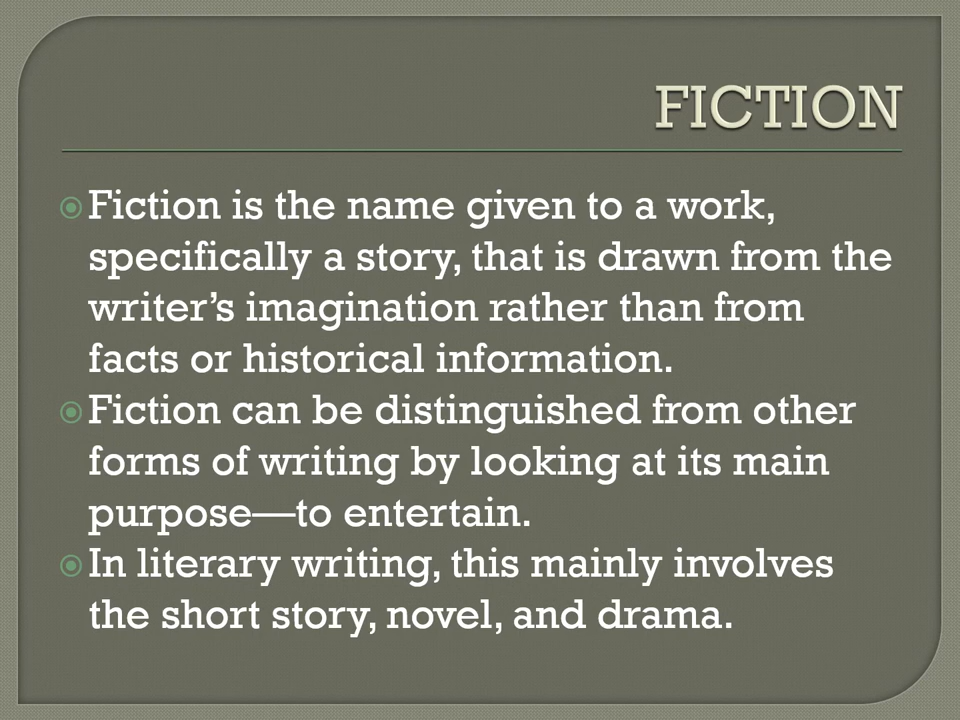 FICTION
Fiction is the name given to a work,
specifically a story, that is drawn from the
writer’s imagination rather than from
facts or historical information.
Fiction can be distinguished from other
forms of writing by looking at its main
purpose—to entertain.
In literary writing, this mainly involves
the short story, novel, and drama.